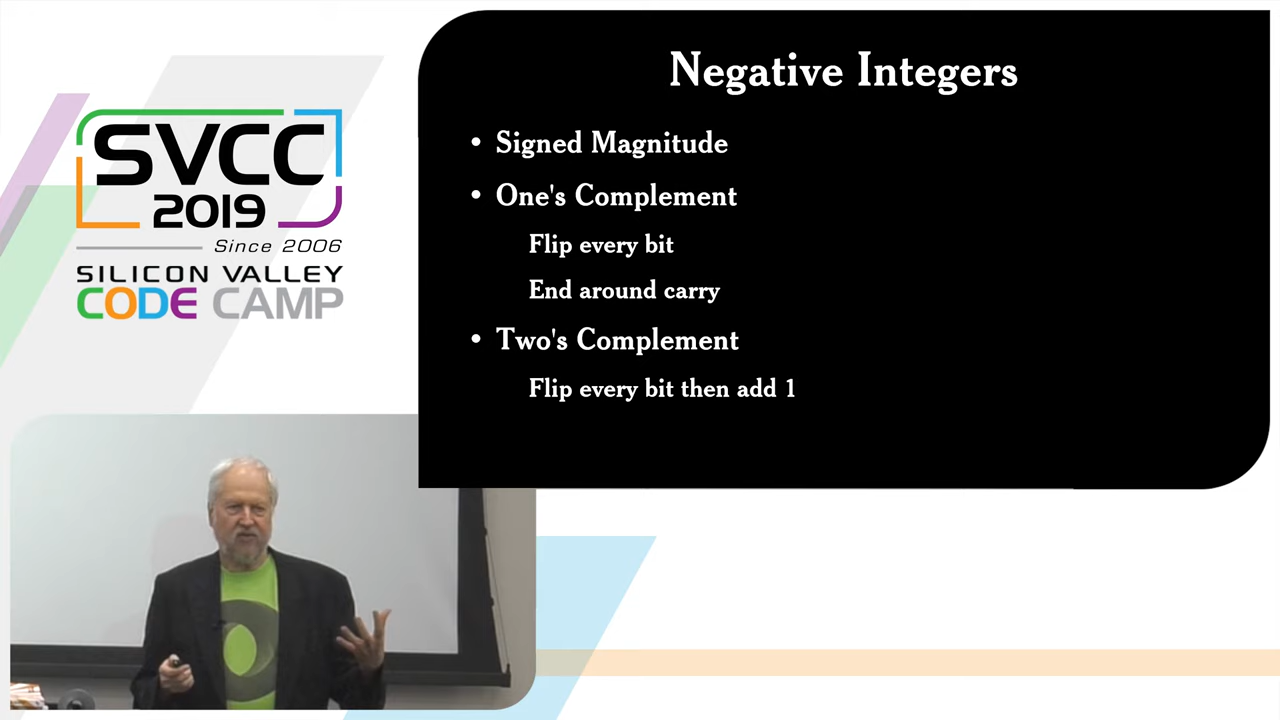 SVCC
2019
Since 2006
SILICON VALLEY
CODE CAMP
Negative Integers
• Signed Magnitude
• One's Complement
Flip every bit
End around carry
• Two's Complement
Flip every bit then add 1